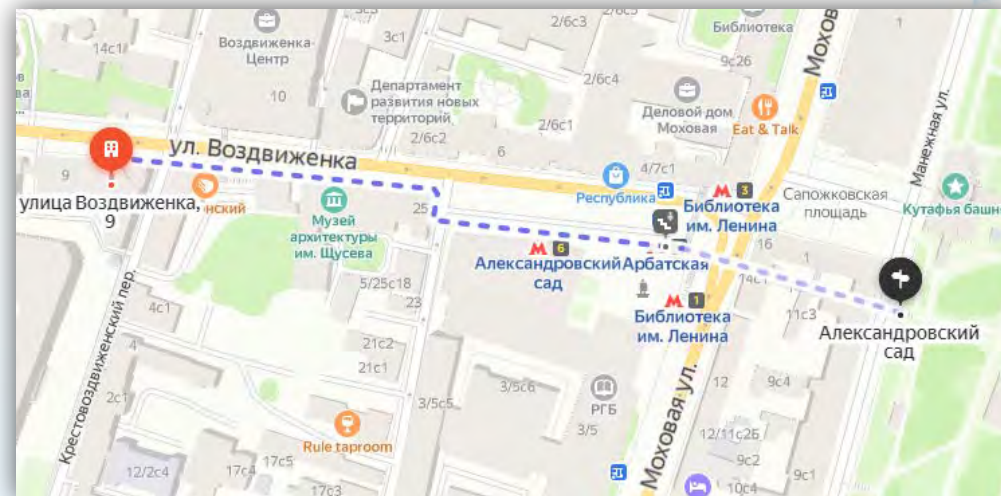 14с1
Воздвиженка-
Центр
10
3с1
2/6с3
2/6с5
Департамент
развития новых
территорий
2/6с2
2/6с4
2/6с1
6
Библиотека
9с26
Деловой дом
Моховая
Eat & Talk
Мохов
1
Манежная ул.
ул. Воздвиженка
9
улица Воздвиженка,
9
нский
Музей
архитектуры
им. Щусева
25
Республика
4/7с1
3
Библиотека
им. Ленина
Сапожковская
площадь
Кутафья башн
6
Александровский
сад
Арбатская
1
Библиотека
им. Ленина
16
14с1
1
11с3
Александровский
сад
Крестовоздвиженский пер.
4с1
2с1
12/2с4
17с4
17с5
17с3
5/25с18
23
21с2
21с1
Rule taproom
3/5с5
3/5с6
РГБ
3/5
Моховая ул.
12
9с4
12/11с2Б
9с2
10с4
9с1